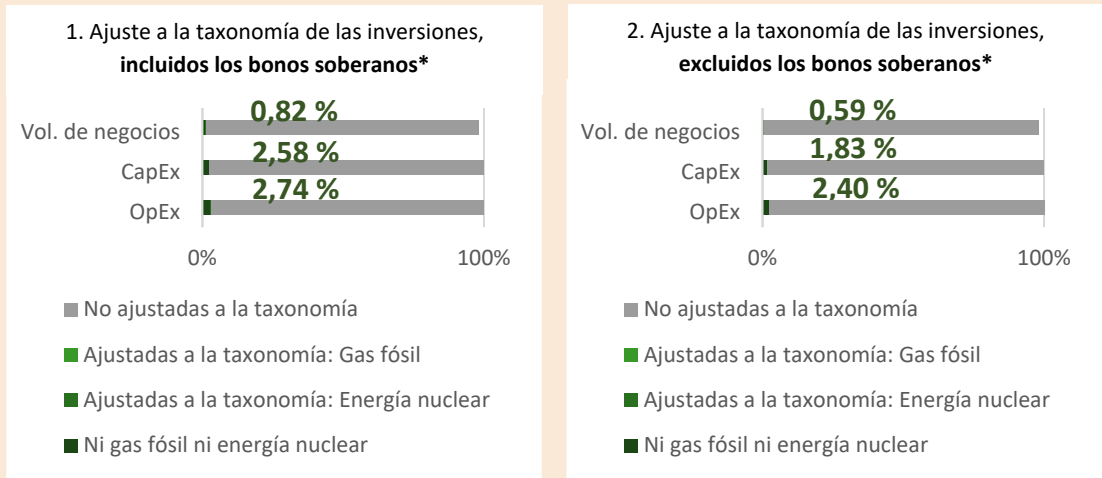 1. Ajuste a la taxonomía de las inversiones,
incluidos los bonos soberanos*
0,82 %
Vol. de negocios
2,58 %
CapEx
2,74 %
OpEx
0%
100%
No ajustadas a la taxonomía
Ajustadas a la taxonomía: Gas fósil
Ajustadas a la taxonomía: Energía nuclear
Ni gas fósil ni energía nuclear
2. Ajuste a la taxonomía de las inversiones,
excluidos los bonos soberanos*
0,59 %
Vol. de negocios
1,83 %
CapEx
2,40 %
OpEx
0%
100%
No ajustadas a la taxonomía
Ajustadas a la taxonomía: Gas fósil
Ajustadas a la taxonomía: Energía nuclear
Ni gas fósil ni energía nuclear